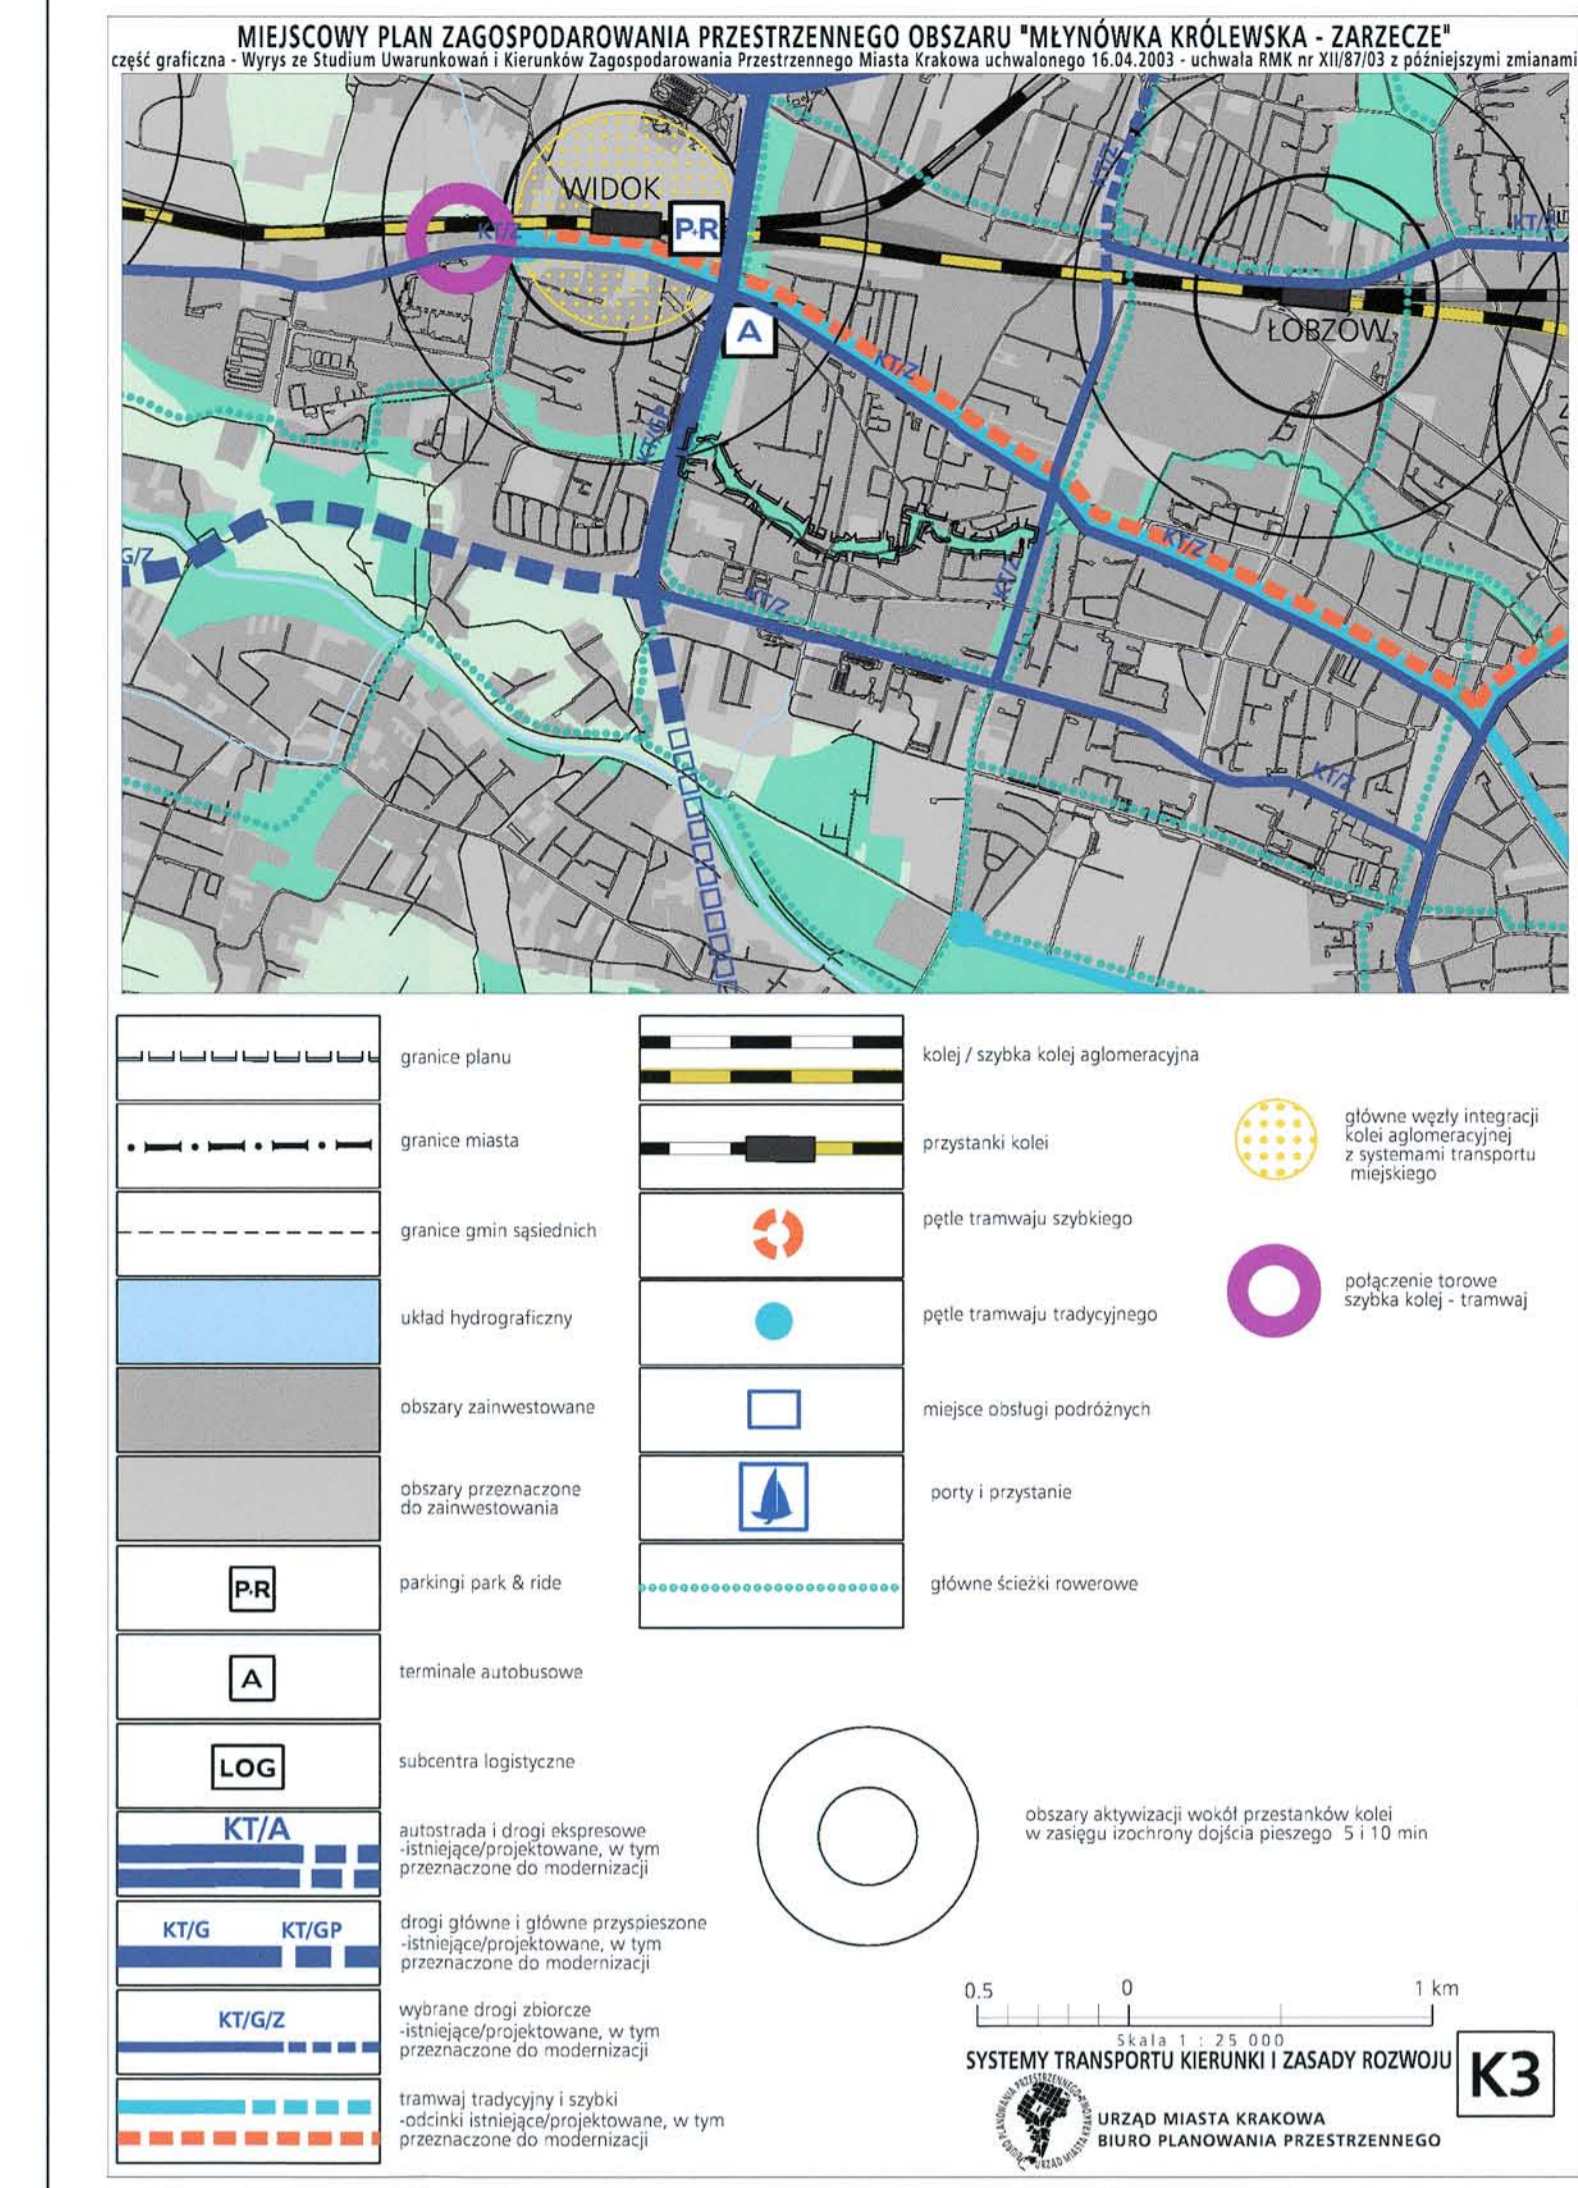 MIEJSCOWY PLAN ZAGOSPODAROWANIA PRZESTRZENNEGO OBSZARU "MŁYNÓWKA KRÓLEWSKA - ZARZECZE"
część graficzna - Wyrys ze Studium Uwarunkowań i Kierunków Zagospodarowania Przestrzennego Miasta Krakowa uchwalonego 16.04.2003 - uchwała RMK nr XII/87/03 z późniejszymi zmianami
KT/Z
WIDOK
KT/Z
P+R
KT/Z
A
ŁOBZÓW
KT/Z
KT/GP
Z
G/Z
KT/Z
KT/Z
KT/Z
KT/Z
granice planu
granice miasta
granice gmin sąsiednich
układ hydrograficzny
obszary zainwestowane
obszary przeznaczone
do zainwestowania
P+R
parkingi park & ride
A
terminale autobusowe
LOG
subcentra logistyczne
KT/A
autostrada i drogi ekspresowe
-istniejące/projektowane, w tym
przeznaczone do modernizacji
KT/G KT/GP
drogi główne i główne przyspieszone
-istniejące/projektowane, w tym
przeznaczone do modernizacji
KT/G/Z
wybrane drogi zbiorcze
-istniejące/projektowane, w tym
przeznaczone do modernizacji
tramwaj tradycyjny i szybki
-odcinki istniejące/projektowane, w tym
przeznaczone do modernizacji
kolej / szybka kolej aglomeracyjna
przystanki kolei
pętle tramwaju szybkiego
pętle tramwaju tradycyjnego
miejsce obsługi podróżnych
porty i przystanie
główne ścieżki rowerowe
główne węzły integracji
kolei aglomeracyjnej
z systemami transportu
miejskiego
połączenie torowe
szybka kolej - tramwaj
obszary aktywizacji wokół przestanków kolei
w zasięgu izochrony dojścia pieszego 5 i 10 min
0.5 0 1 km
Skala 1 : 25 000
SYSTEMY TRANSPORTU KIERUNKI I ZASADY ROZWOJU
K3
BIURO PLANOWANIA PRZESTRZENNEGO URZĄD MIASTA KRAKOWA
URZĄD MIASTA KRAKOWA
BIURO PLANOWANIA PRZESTRZENNEGO